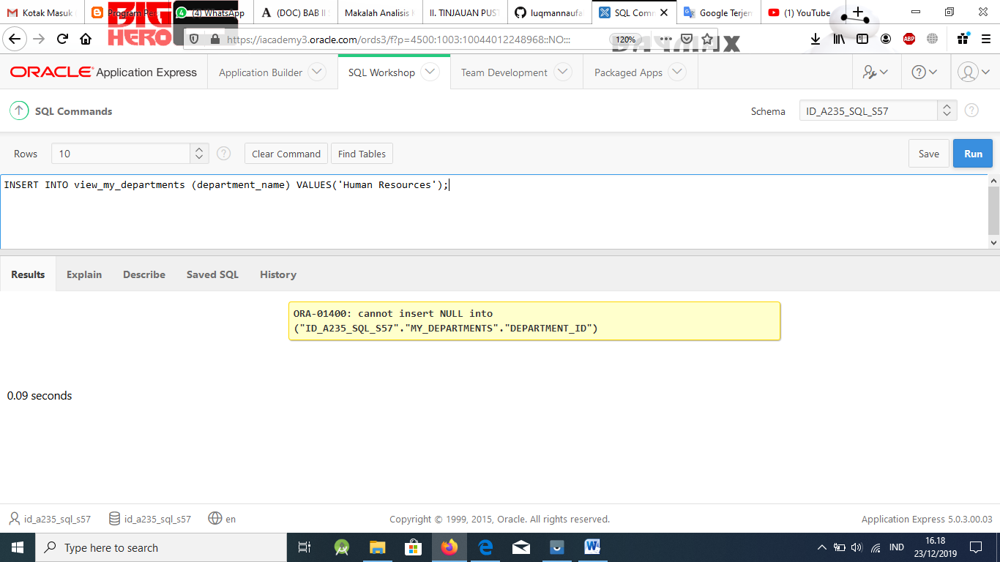 Kotak Masuk
Program Per
(4) WhatsApp
(DOC) BAB II
Makalah Analisis
II. TINJAUAN PUST
luqmannaufa
SQL Comm
Google Terjem
(1) YouTube
BIG
HERO
BAYMAX
https://iacademy3.oracle.com/ords3/f?p=4500:1003:10044012248968::NO:::
120%
ABP
ORACLE Application Express
Application Builder
SQL Workshop
Team Development
Packaged Apps
SQL Commands
Schema
ID_A235_SQL_S57
Rows
10
Clear Command
Find Tables
Save
Run
INSERT INTO view_my_departments (department_name) VALUES('Human Resources');
Results
Explain
Describe
Saved SQL
History
ORA-01400: cannot insert NULL into
("ID_A235_SQL_S57"."MY_DEPARTMENTS"."DEPARTMENT_ID")
0.09 seconds
id_a235_sql_s57
id_a235_sql_s57
en
Copyright © 1999, 2015, Oracle. All rights reserved.
Application Express 5.0.3.00.03
Type here to search
IND
16.18
23/12/2019